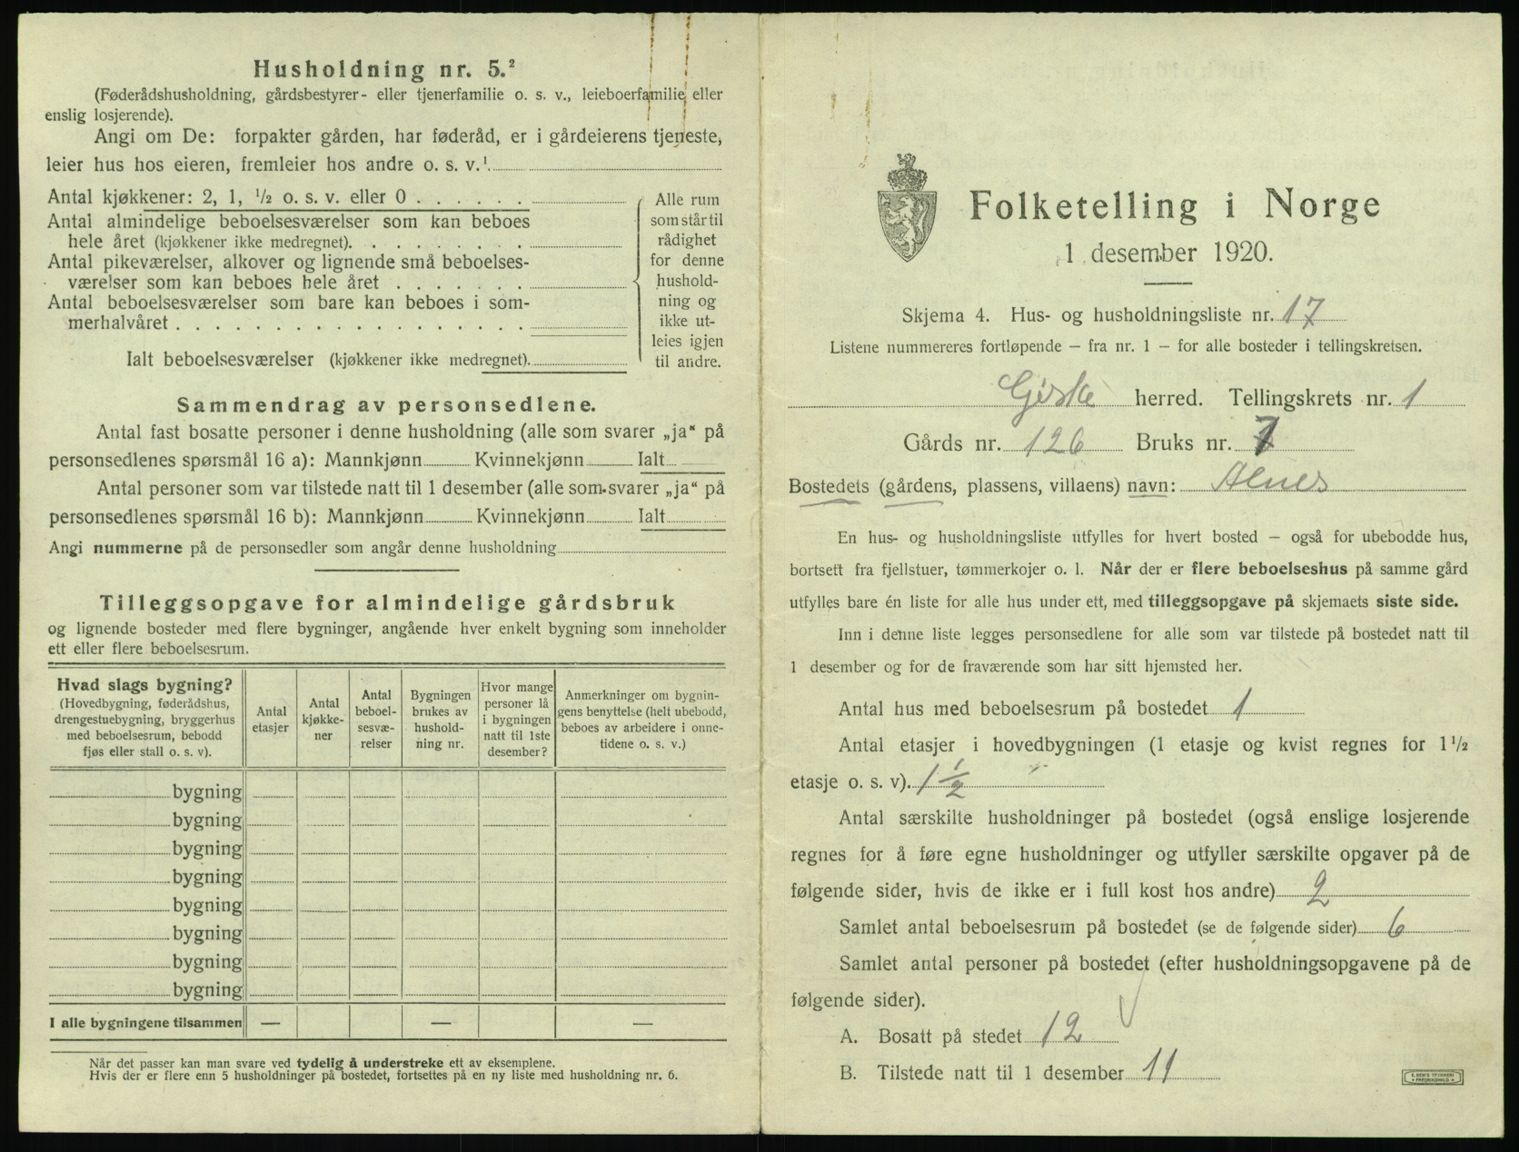 Husholdning nr. 5.²
(Føderådshusholdning, gårdsbestyrer- eller tjenerfamilie o. s. v., leieboerfamilie, eller
enslig losjerende).
Angi om De: forpakter gården, har føderåd, er i gårdeierens tjeneste,
leier hus hos eieren, fremleier hos andre o. s. v.¹
Antal kjøkkener: 2, 1, ½ o. s. v. eller 0
Antal almindelige beboelsesværelser som kan beboes
hele året (kjøkkener ikke medregnet).
Antal pikeværelser, alkover og lignende små beboelses-
værelser som kan beboes hele året
Antal beboelsesværelser som bare kan beboes i som-
merhalvåret
Ialt beboelsesværelser (kjøkkener ikke medregnet).
Alle rum
som står til
rådighet
for denne
hushold-
ning og
ikke ut-
leies igjen
til andre.
Sammendrag av personsedlene.
Antal fast bosatte personer i denne husholdning (alle som svarer „ja“ på
personsedlenes spørsmål 16 a): Mannkjønn Kvinnekjønn Ialt
Antal personer som var tilstede natt til 1 desember (alle som svarer „ja“ på
personsedlenes spørsmål 16 b): Mannkjønn Kvinnekjønn Ialt
Angi nummerne på de personsedler som angår denne husholdning
Tilleggsopgave for almindelige gårdsbruk
og lignende bosteder med flere bygninger, angående hver enkelt bygning som inneholder
ett eller flere beboelsesrum.
Hvad slags bygning?
(Hovedbygning, føderådshus,
drengestuebygning, bryggerhus
med beboelsesrum, bebodd
fjøs eller stall o. s. v).
Antal
etasjer
Antal
kjøkke-
ner
Antal
beboel-
sesvæ-
relser
Bygningen
brukes av
hushold-
ning nr.
Hvor mange
personer lå
i bygningen
natt til 1ste
desember?
Anmerkninger om bygnin-
gens benyttelse (helt ubebodd,
beboes av arbeidere i onne-
tidene o. s. v.)
bygning
bygning
bygning
bygning
bygning
bygning
bygning
bygning
I alle bygningene tilsammen — — —
Når det passer kan man svare ved tydelig å understreke ett av eksemplene.
Hvis der er flere enn 5 husholdninger på bostedet, fortsettes på en ny liste med husholdning nr. 6.
Folketelling i Norge
1 desember 1920.
Skjema 4. Hus- og husholdningsliste nr. 17
Listene nummereres fortløpende — fra nr. 1 — for alle bosteder i tellingskretsen.
Giske herred. Tellingskrets nr. 1
Gårds nr. 126 Bruks nr. 7
Bostedets (gårdens, plassens, villaens) navn: Alnes
En hus- og husholdningsliste utfylles for hvert bosted — også for ubebodde hus,
bortsett fra fjellstuer, tømmerkojer o. l. Når der er flere beboelseshus på samme gård
utfylles bare én liste for alle hus under ett, med tilleggsopgave på skjemaets siste side.
Inn i denne liste legges personsedlene for alle som var tilstede på bostedet natt til
1 desember og for de fraværende som har sitt hjemsted her.
Antal hus med beboelsesrum på bostedet 1
Antal etasjer i hovedbygningen (1 etasje og kvist regnes for 1½
etasje o. s. v). 1½
Antal særskilte husholdninger på bostedet (også enslige losjerende
regnes for å føre egne husholdninger og utfyller særskilte opgaver på de
følgende sider, hvis de ikke er i full kost hos andre) 2
Samlet antal beboelsesrum på bostedet (se de følgende sider) 6
Samlet antal personer på bostedet (efter husholdningsopgavene på de
følgende sider).
A. Bosatt på stedet 12
B. Tilstede natt til 1 desember 11